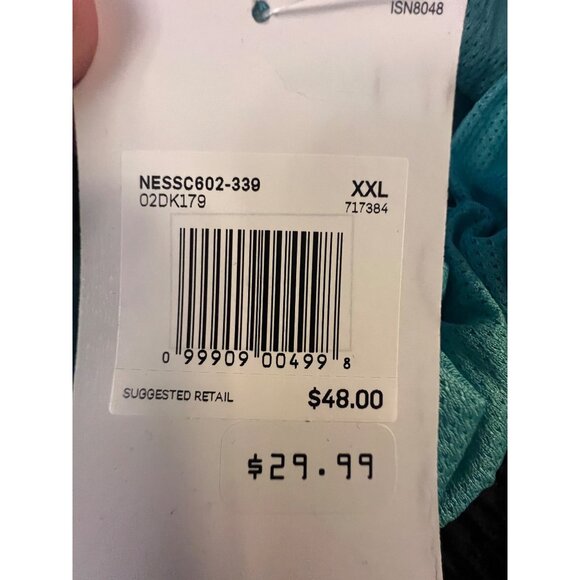 ISN8048
NESSC602-339 XXL
02DK179 717384
0 99909 00499 8
SUGGESTED RETAIL $48.00
$29.99